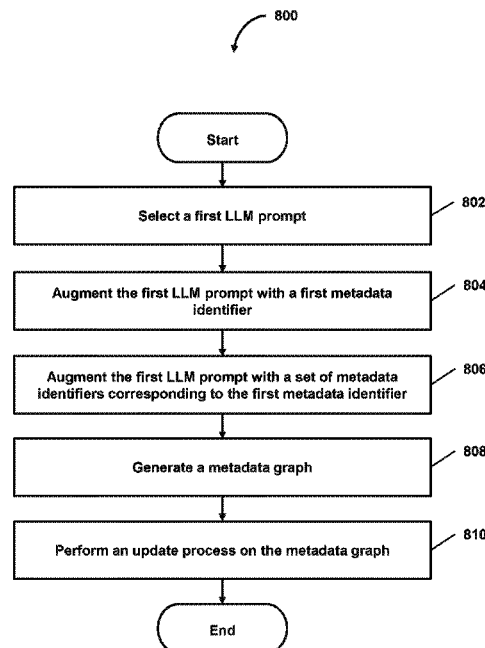 800
Start
Select a first LLM prompt
802
Augment the first LLM prompt with a first metadata
identifier
804
Augment the first LLM prompt with a set of metadata
identifiers corresponding to the first metadata identifier
806
Generate a metadata graph
808
Perform an update process on the metadata graph
810
End